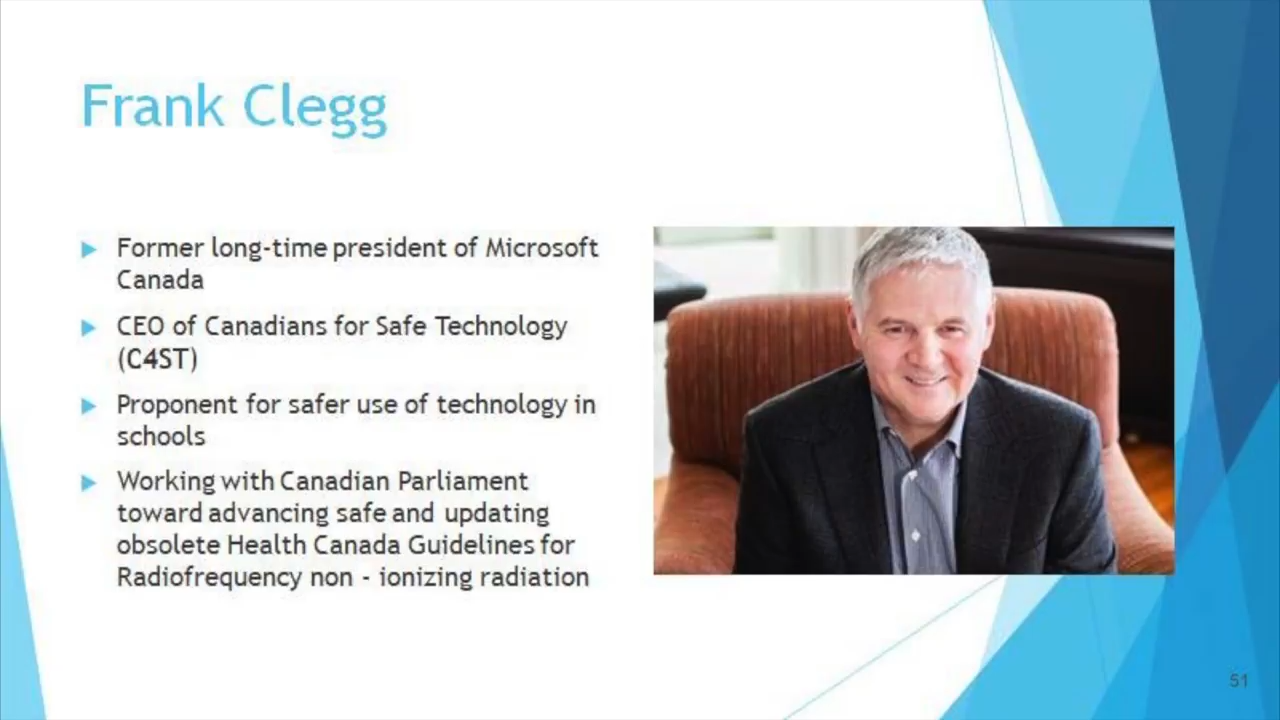 Frank Clegg
Former long-time president of Microsoft
Canada
CEO of Canadians for Safe Technology
(C4ST)
Proponent for safer use of technology in
schools
Working with Canadian Parliament
toward advancing safe and updating
obsolete Health Canada Guidelines for
Radiofrequency non - ionizing radiation
51